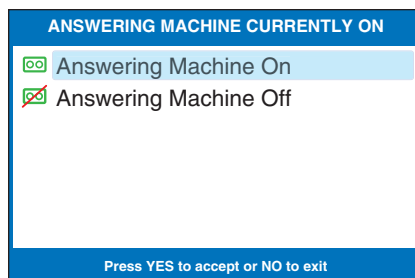 ANSWERING MACHINE CURRENTLY ON
Answering Machine On
Answering Machine Off
Press YES to accept or NO to exit